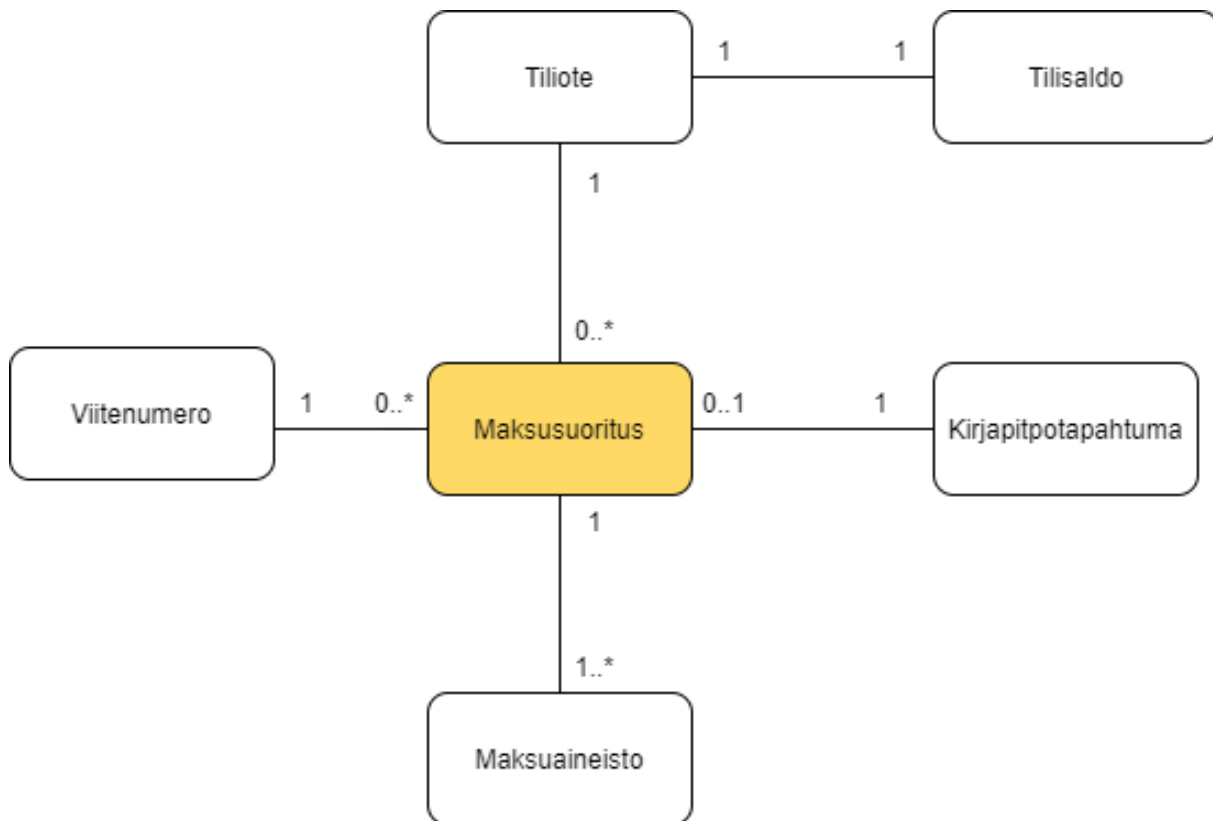 Tiliote
1
1
Tilisaldo
1
0..*
Viitenumero
1
0..*
Maksusuoritus
0..1
1
Kirjapitpotapahtuma
1
1..*
Maksuaineisto